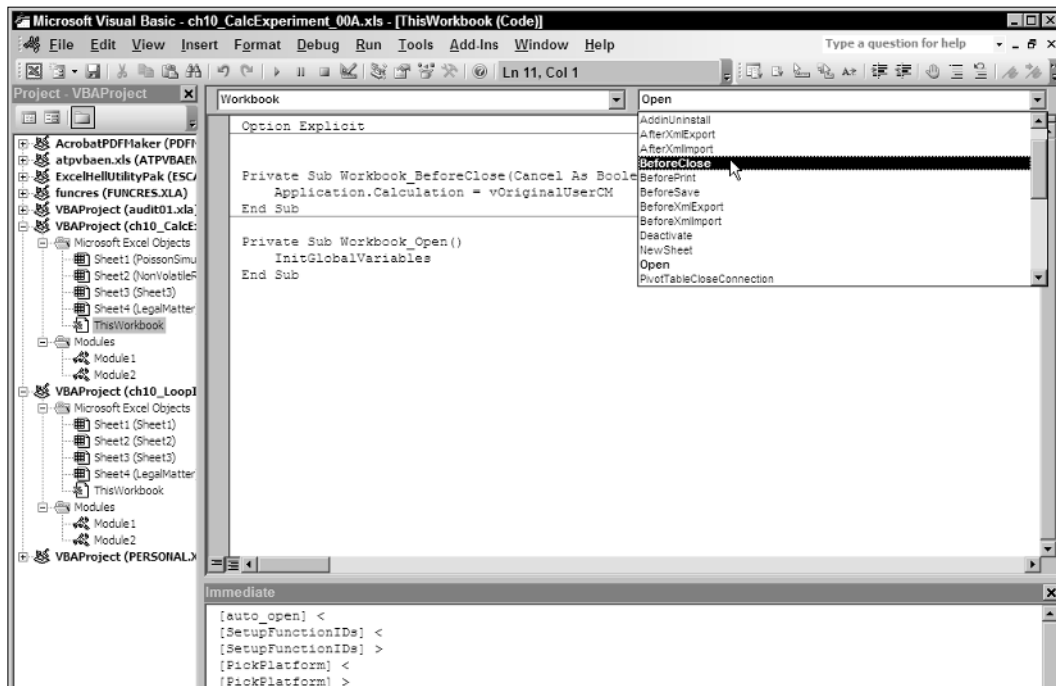 Microsoft Visual Basic - ch10_CalcExperiment_00A.xls - [ThisWorkbook (Code)]
File Edit View Insert Format Debug Run Tools Add-Ins Window Help Type a question for help
Ln 11, Col 1
Project - VBAProject
AcrobatPDFMaker (PDFM
atpvbaen.xls (ATPVBAEN
ExcelHellUtilityPak (ESCA
funcres (FUNCRES.XLA)
VBAProject (audit01.xla)
VBAProject (ch10_CalcE:
Microsoft Excel Objects
Sheet1 (PoissonSimu
Sheet2 (NonVolatileR
Sheet3 (Sheet3)
Sheet4 (LegalMatter
ThisWorkbook
Modules
Module1
Module2
VBAProject (ch10_LoopI
Microsoft Excel Objects
Sheet1 (Sheet1)
Sheet2 (Sheet2)
Sheet3 (Sheet3)
Sheet4 (LegalMatter
ThisWorkbook
Modules
Module1
Module2
VBAProject (PERSONAL.X
Workbook
Open
Option Explicit
Private Sub Workbook_BeforeClose(Cancel As Boole
Application.Calculation = vOriginalUserCM
End Sub
Private Sub Workbook_Open()
InitGlobalVariables
End Sub
AddinUninstall
AfterXmlExport
AfterXmlImport
BeforeClose
BeforePrint
BeforeSave
BeforeXmlExport
BeforeXmlImport
Deactivate
NewSheet
Open
PivotTableCloseConnection
Immediate
[auto_open] <
[SetupFunctionIDs] <
[SetupFunctionIDs] >
[PickPlatform] <
[PickPlatform] >